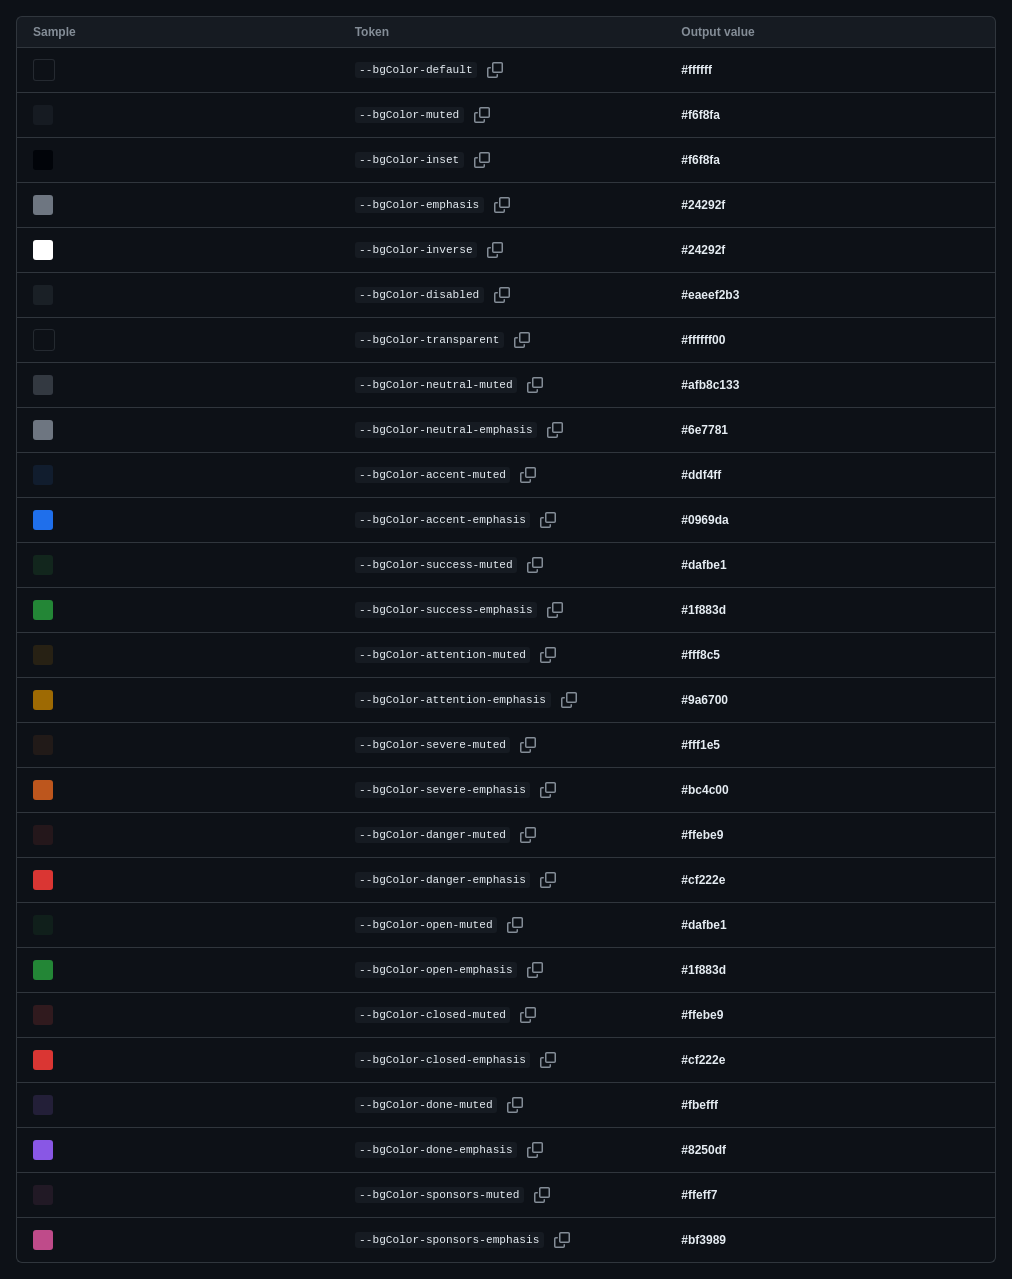 Sample Token Output value
--bgColor-default #ffffff
--bgColor-muted #f6f8fa
--bgColor-inset #f6f8fa
--bgColor-emphasis #24292f
--bgColor-inverse #24292f
--bgColor-disabled #eaeef2b3
--bgColor-transparent #ffffff00
--bgColor-neutral-muted #afb8c133
--bgColor-neutral-emphasis #6e7781
--bgColor-accent-muted #ddf4ff
--bgColor-accent-emphasis #0969da
--bgColor-success-muted #dafbe1
--bgColor-success-emphasis #1f883d
--bgColor-attention-muted #fff8c5
--bgColor-attention-emphasis #9a6700
--bgColor-severe-muted #fff1e5
--bgColor-severe-emphasis #bc4c00
--bgColor-danger-muted #ffebe9
--bgColor-danger-emphasis #cf222e
--bgColor-open-muted #dafbe1
--bgColor-open-emphasis #1f883d
--bgColor-closed-muted #ffebe9
--bgColor-closed-emphasis #cf222e
--bgColor-done-muted #fbefff
--bgColor-done-emphasis #8250df
--bgColor-sponsors-muted #ffeff7
--bgColor-sponsors-emphasis #bf3989